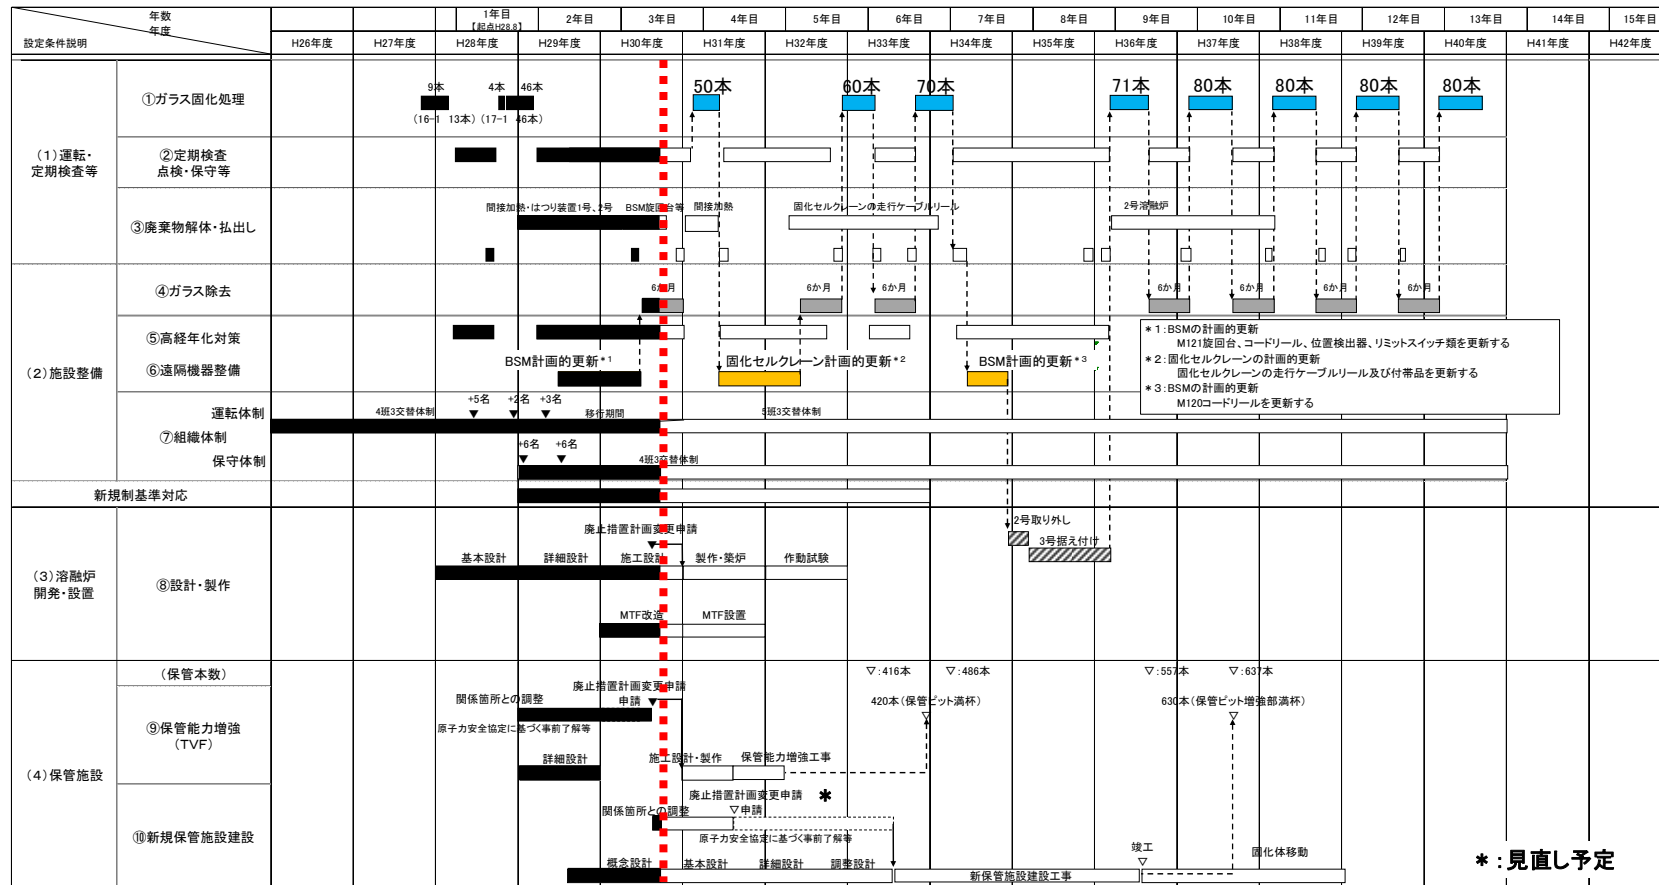 年数
年度
設定条件説明
1年目
【起点H28.8】
2年目
3年目
4年目
5年目
6年目
7年目
8年目
9年目
10年目
11年目
12年目
13年目
14年目
15年目
H26年度
H27年度
H28年度
H29年度
H30年度
H31年度
H32年度
H33年度
H34年度
H35年度
H36年度
H37年度
H38年度
H39年度
H40年度
H41年度
H42年度
(1)運転・
定期検査等
①ガラス固化処理
9本
4本
46本
(16-1 13本)
(17-1 46本)
50本
60本
70本
71本
80本
80本
80本
80本
②定期検査
点検・保守等
③廃棄物解体・払出し
間接加熱・はつり装置1号、2号
BSM旋回台等
間接加熱
固化セルクレーンの走行ケーブルリール
2号溶融炉
(2)施設整備
④ガラス除去
6か月
6か月
6か月
6か月
6か月
6か月
6か月
⑤高経年化対策
⑥遠隔機器整備
BSM計画的更新*1
固化セルクレーン計画的更新*2
BSM計画的更新*3
*1:BSMの計画的更新
M121旋回台、コードリール、位置検出器、リミットスイッチ類を更新する
*2:固化セルクレーンの計画的更新
固化セルクレーンの走行ケーブルリール及び付帯品を更新する
*3:BSMの計画的更新
M120コードリールを更新する
⑦組織体制
運転体制
4班3交替体制
+5名
+2名
+3名
移行期間
5班3交替体制
保守体制
+6名
+6名
4班3交替体制
新規制基準対応
(3)溶融炉
開発・設置
⑧設計・製作
廃止措置計画変更申請
基本設計
詳細設計
施工設計
製作・築炉
作動試験
2号取り外し
3号据え付け
MTF改造
MTF設置
(4)保管施設
(保管本数)
▽:416本
▽:486本
▽:557本
▽:637本
⑨保管能力増強
(TVF)
廃止措置計画変更申請
関係箇所との調整
申請
原子力安全協定に基づく事前了解等
420本(保管ピット満杯)
630本(保管ピット増強部満杯)
詳細設計
施工設計・製作
保管能力増強工事
⑩新規保管施設建設
廃止措置計画変更申請 *
関係箇所との調整
▽申請
原子力安全協定に基づく事前了解等
概念設計
基本設計
詳細設計
調整設計
新保管施設建設工事
竣工
固化体移動
*:見直し予定